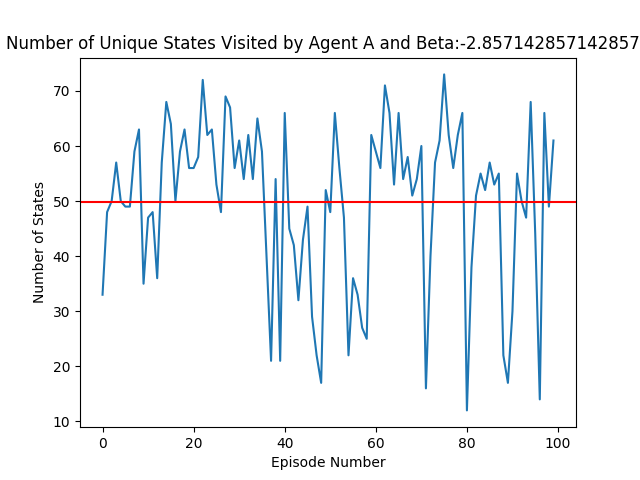 Number of Unique States Visited by Agent A and Beta:-2.857142857142857
70
60
50
40
30
20
10
Number of States
0 20 40 60 80 100
Episode Number